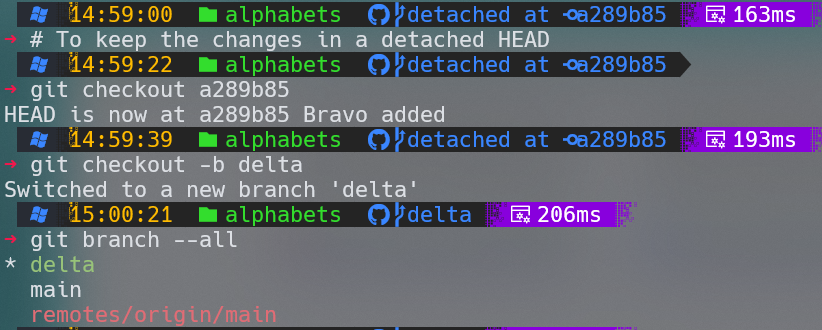 14:59:00 alphabets detached at a289b85 163ms
→ # To keep the changes in a detached HEAD
14:59:22 alphabets detached at a289b85
→ git checkout a289b85
HEAD is now at a289b85 Bravo added
14:59:39 alphabets detached at a289b85 193ms
→ git checkout -b delta
Switched to a new branch 'delta'
15:00:21 alphabets delta 206ms
→ git branch --all
* delta
main
remotes/origin/main